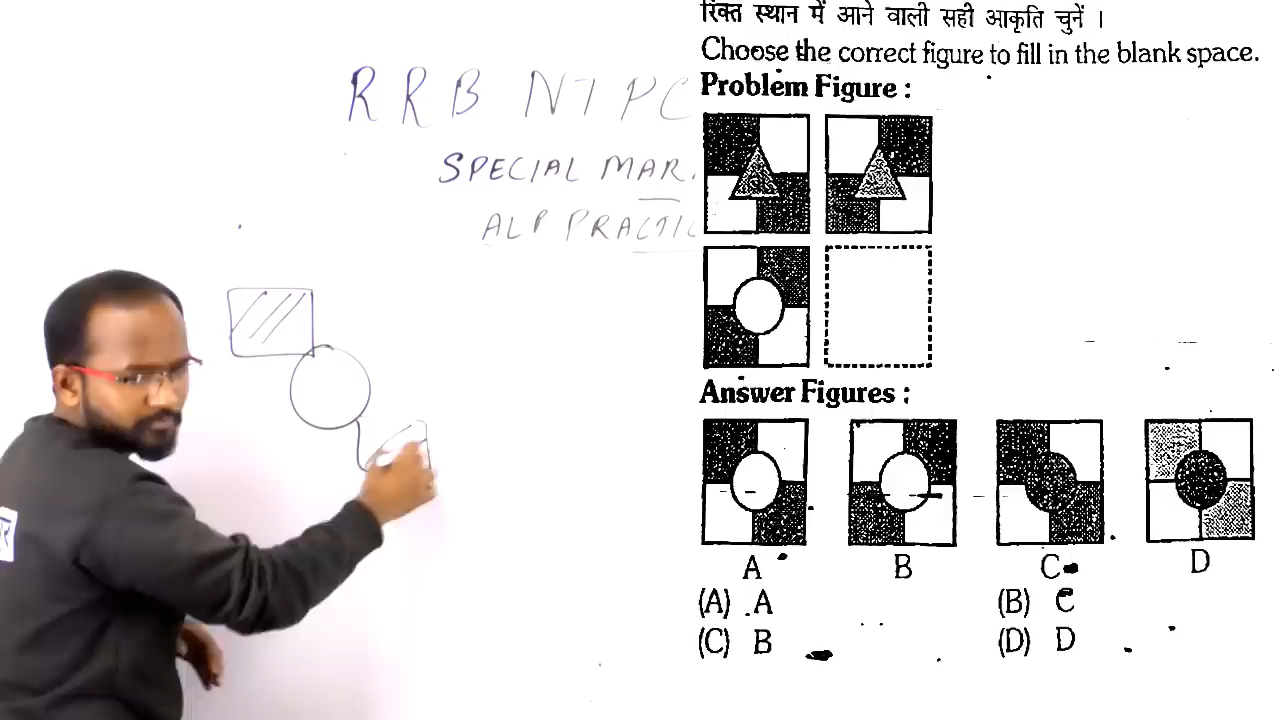 रिक्त स्थान में आने वाली सही आकृति चुनें ।
Choose the correct figure to fill in the blank space.
Problem Figure :
RRB NTPC
SPECIAL MAR.
ALP PRACTIC
Answer Figures :
A B C D
(A) A (B) C
(C) B (D) D